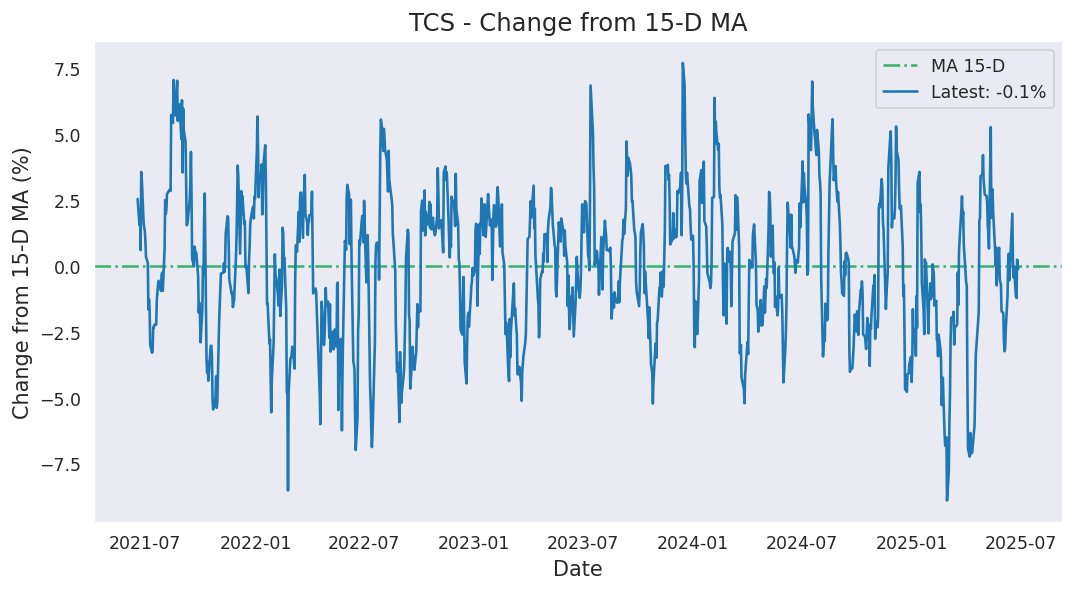 TCS - Change from 15-D MA
MA 15-D
Latest: -0.1%
Change from 15-D MA (%)
7.5
5.0
2.5
0.0
−2.5
−5.0
−7.5
2021-07 2022-01 2022-07 2023-01 2023-07 2024-01 2024-07 2025-01 2025-07
Date